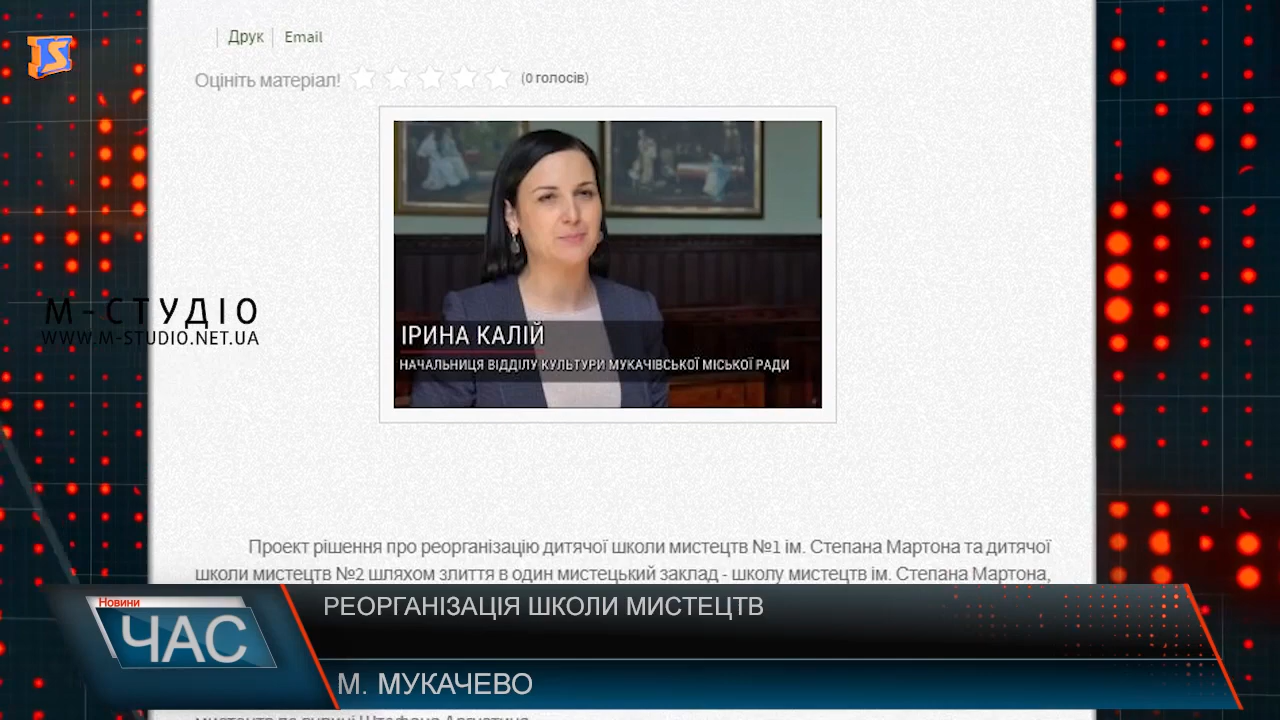 Друк
Email
Оцініть матеріал!
(0 голосів)
М-СТУДІО
WWW.M-STUDIO.NET.UA
ІРИНА КАЛІЙ
НАЧАЛЬНИЦЯ ВІДДІЛУ КУЛЬТУРИ МУКАЧІВСЬКОЇ МІСЬКОЇ РАДИ
Проект рішення про реорганізацію дитячої школи мистецтв №1 ім. Степана Мартона та дитячої
школи мистецтв №2 шляхом злиття в один мистецький заклад - школу мистецтв ім. Степана Мартона,
Новини
ЧАС
РЕОРГАНІЗАЦІЯ ШКОЛИ МИСТЕЦТВ
М. МУКАЧЕВО